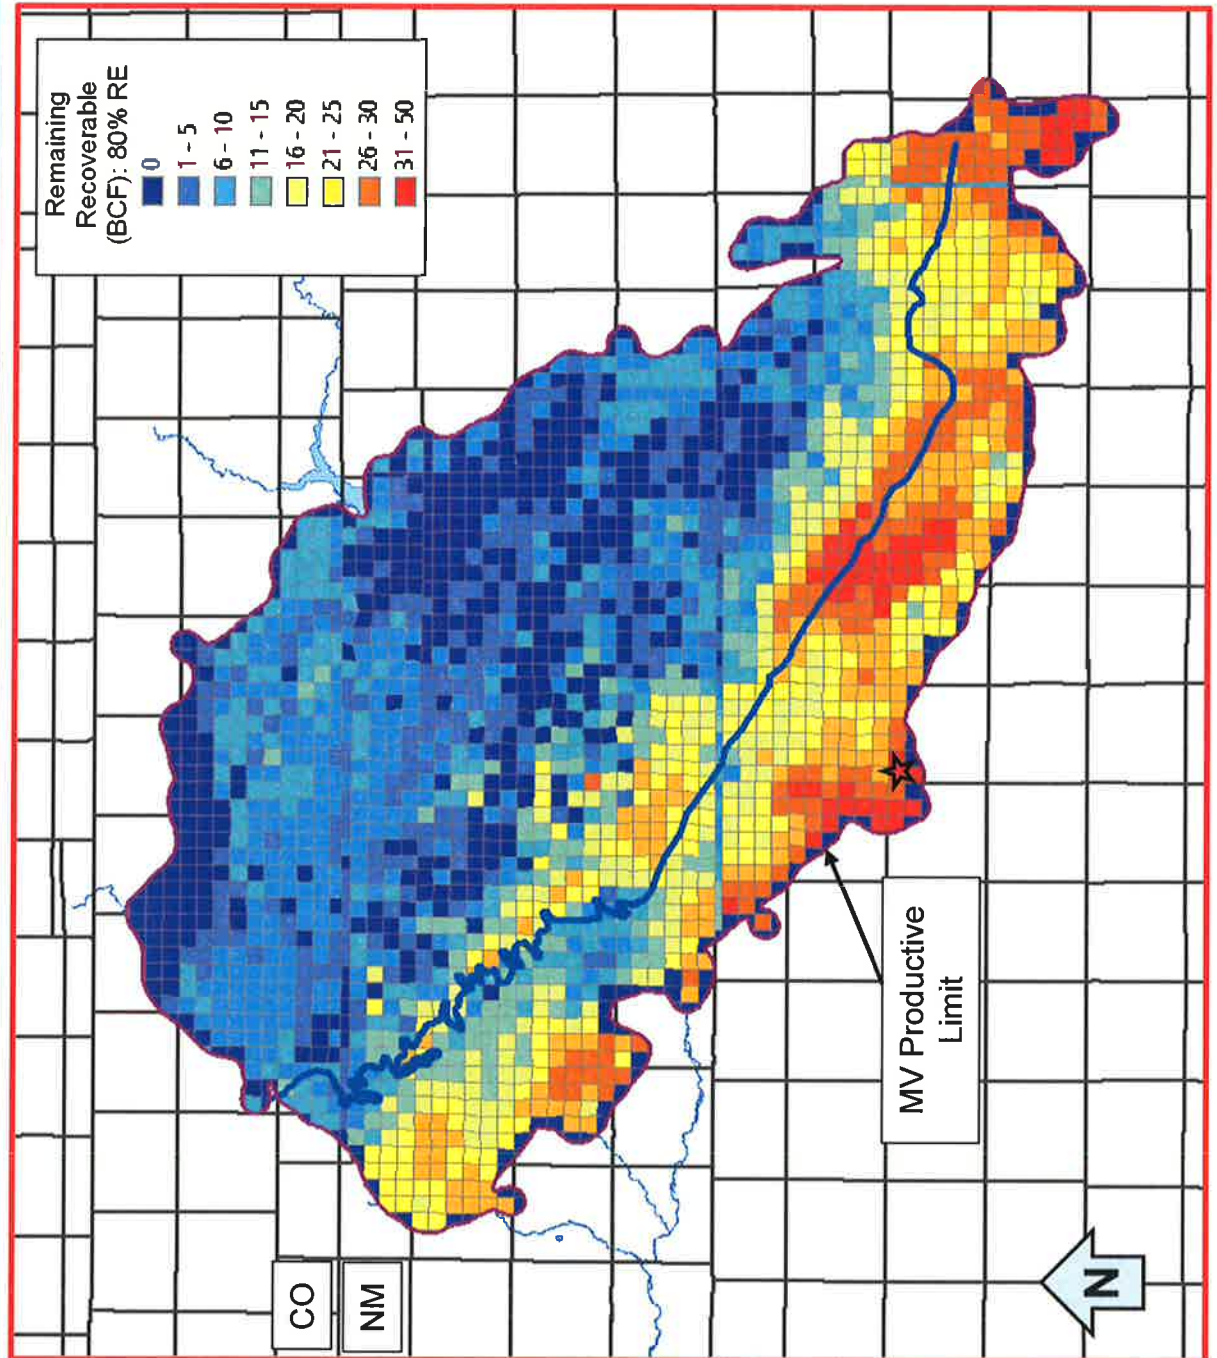 Remaining
Recoverable
(BCF): 80% RE
0
1 - 5
6 - 10
11 - 15
16 - 20
21 - 25
26 - 30
31 - 50
MV Productive
Limit
CO
NM
N